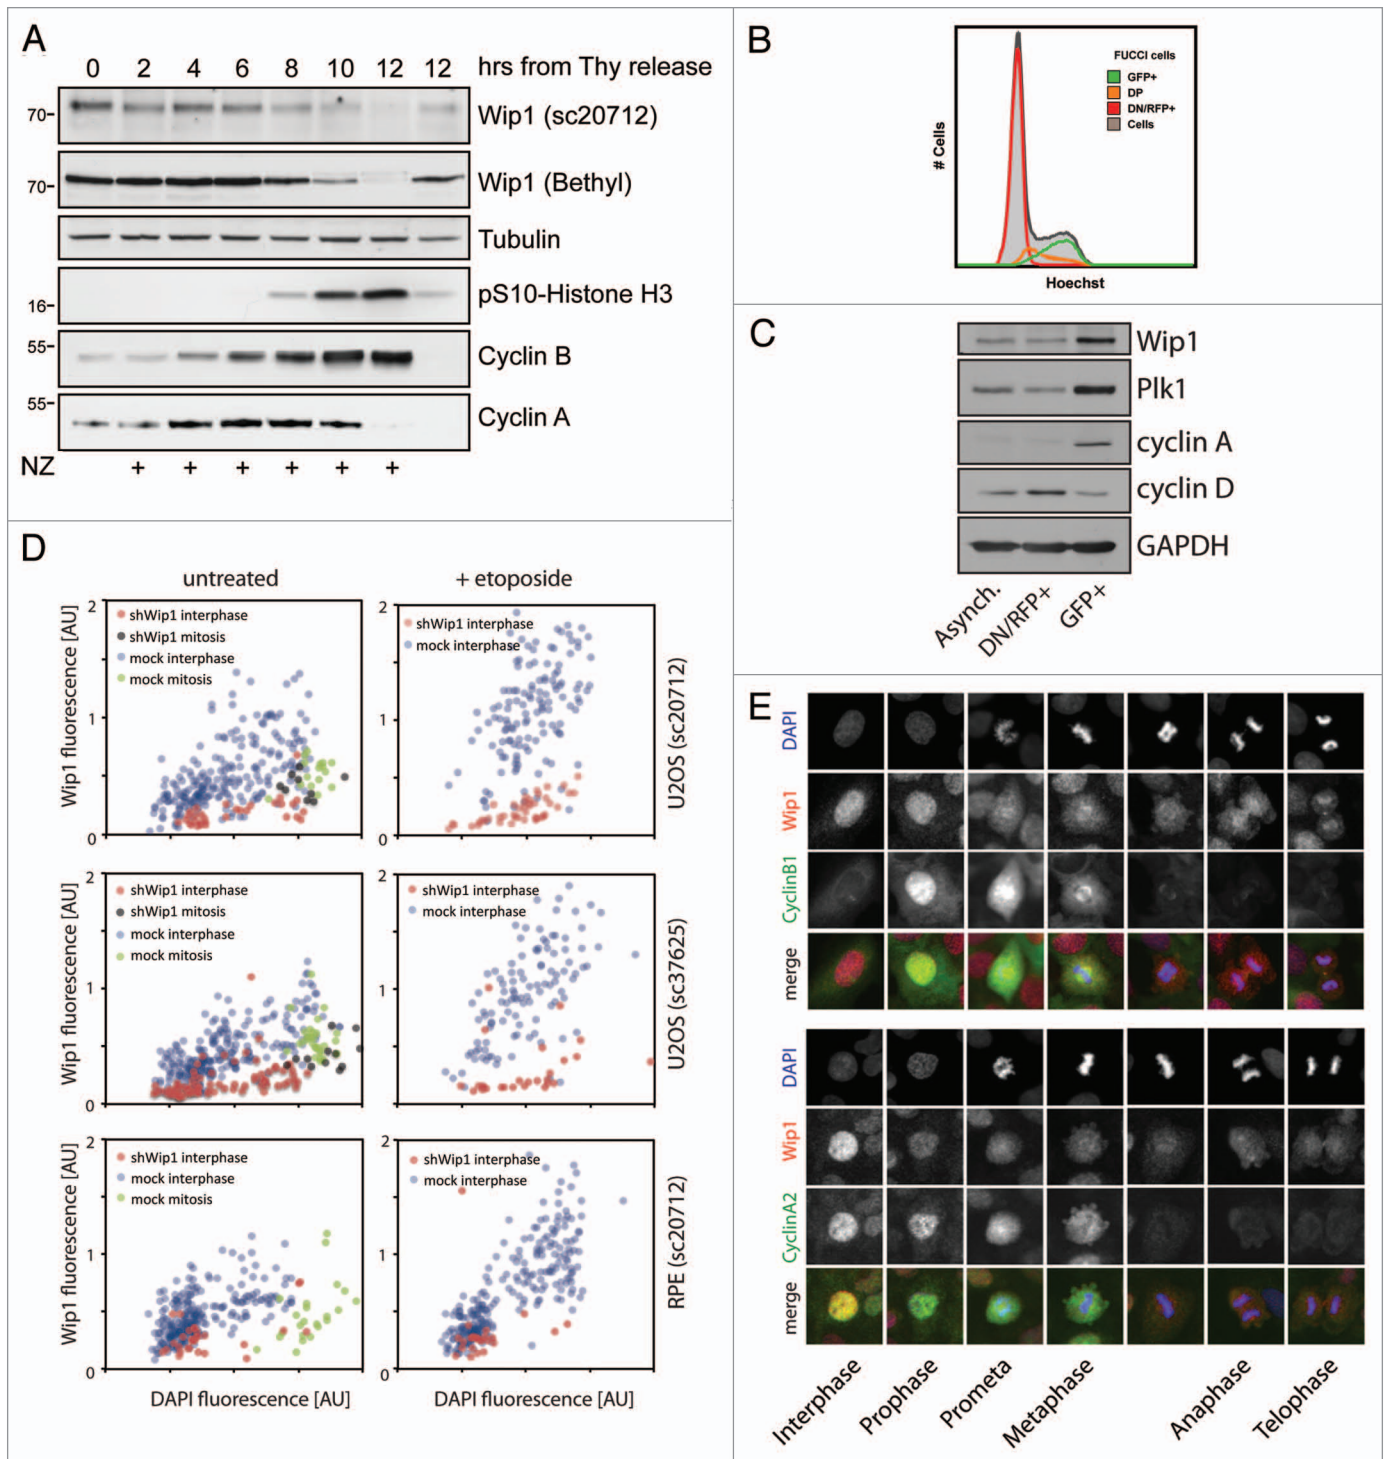 A
0 2 4 6 8 10 12 12 hrs from Thy release
70- Wip1 (sc20712)
70- Wip1 (Bethyl)
Tubulin
16- pS10-Histone H3
55- Cyclin B
55- Cyclin A
NZ + + + + + +
B
# Cells
FUCCI cells
GFP+
DP
DN/RFP+
Cells
Hoechst
C
Wip1
Plk1
cyclin A
cyclin D
GAPDH
Asynch.
DN/RFP+
GFP+
D
untreated
+ etoposide
Wip1 fluorescence [AU]
2
1
0
shWip1 interphase
shWip1 mitosis
mock interphase
mock mitosis
2
1
0
shWip1 interphase
mock interphase
U2OS (sc20712)
Wip1 fluorescence [AU]
2
1
0
shWip1 interphase
shWip1 mitosis
mock interphase
mock mitosis
2
1
0
shWip1 interphase
mock interphase
U2OS (sc37625)
Wip1 fluorescence [AU]
2
1
0
shWip1 interphase
mock interphase
mock mitosis
2
1
0
shWip1 interphase
mock interphase
RPE (sc20712)
DAPI fluorescence [AU]
DAPI fluorescence [AU]
E
DAPI
Wip1
CyclinB1
merge
DAPI
Wip1
CyclinA2
merge
Interphase
Prophase
Prometa
Metaphase
Anaphase
Telophase